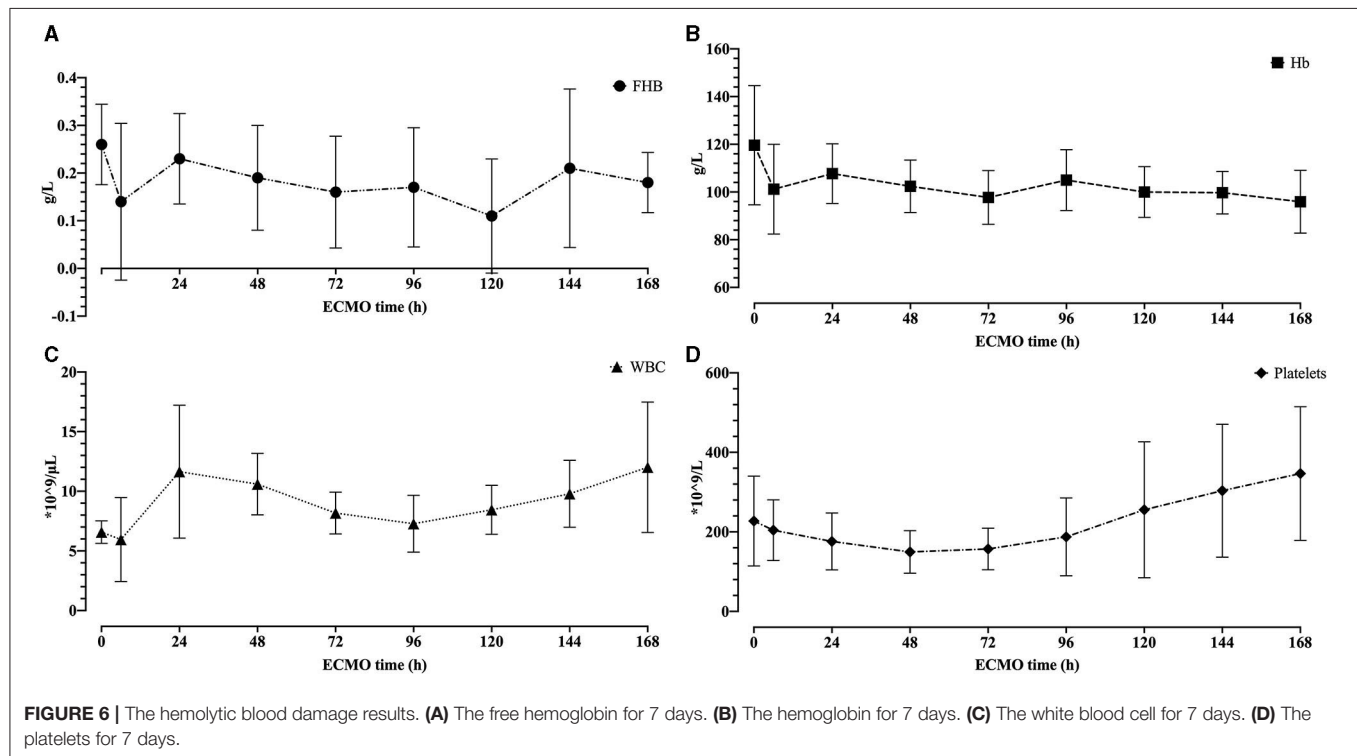 A
0.4
0.3
0.2
0.1
0.0
-0.1
g/L
FHB
24
48
72
96
120
144
168
ECMO time (h)
B
160
140
120
100
80
60
g/L
Hb
0
24
48
72
96
120
144
168
ECMO time (h)
C
20
15
10
5
0
*10^9/μL
WBC
0
24
48
72
96
120
144
168
ECMO time (h)
D
600
400
200
0
*10^9/L
Platelets
0
24
48
72
96
120
144
168
ECMO time (h)
FIGURE 6 | The hemolytic blood damage results. (A) The free hemoglobin for 7 days. (B) The hemoglobin for 7 days. (C) The white blood cell for 7 days. (D) The
platelets for 7 days.